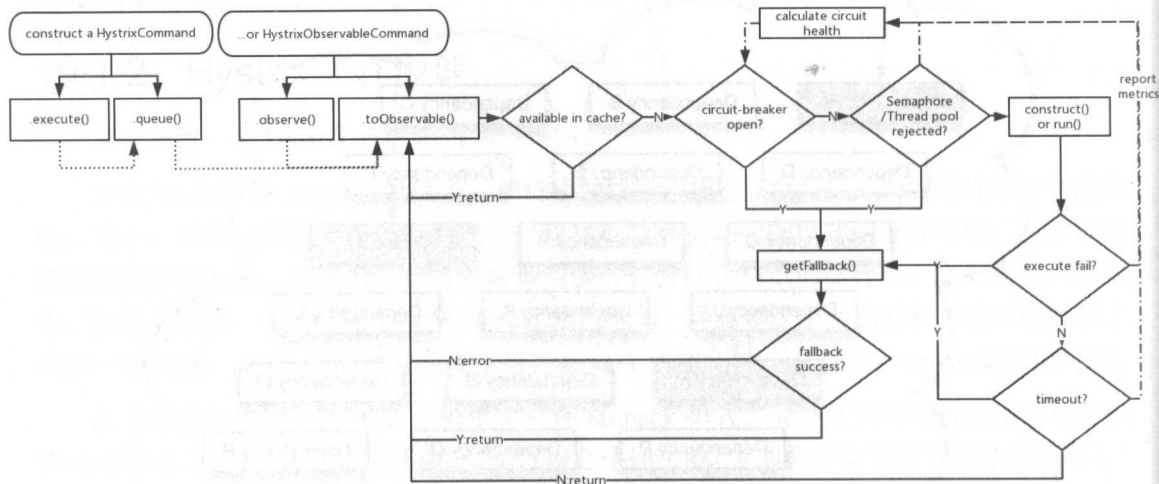 construct a HystrixCommand
...or HystrixObservableCommand
calculate circuit
health
report
metrics
.execute()
.queue()
.observe()
.toObservable()
available in cache?
N
circuit-breaker
open?
N
Semaphore
/Thread pool
rejected?
construct()
or run()
Y:return
Y
Y
getFallback()
Y
execute fail?
N:error
fallback
success?
Y
N
timeout?
Y:return
N:return